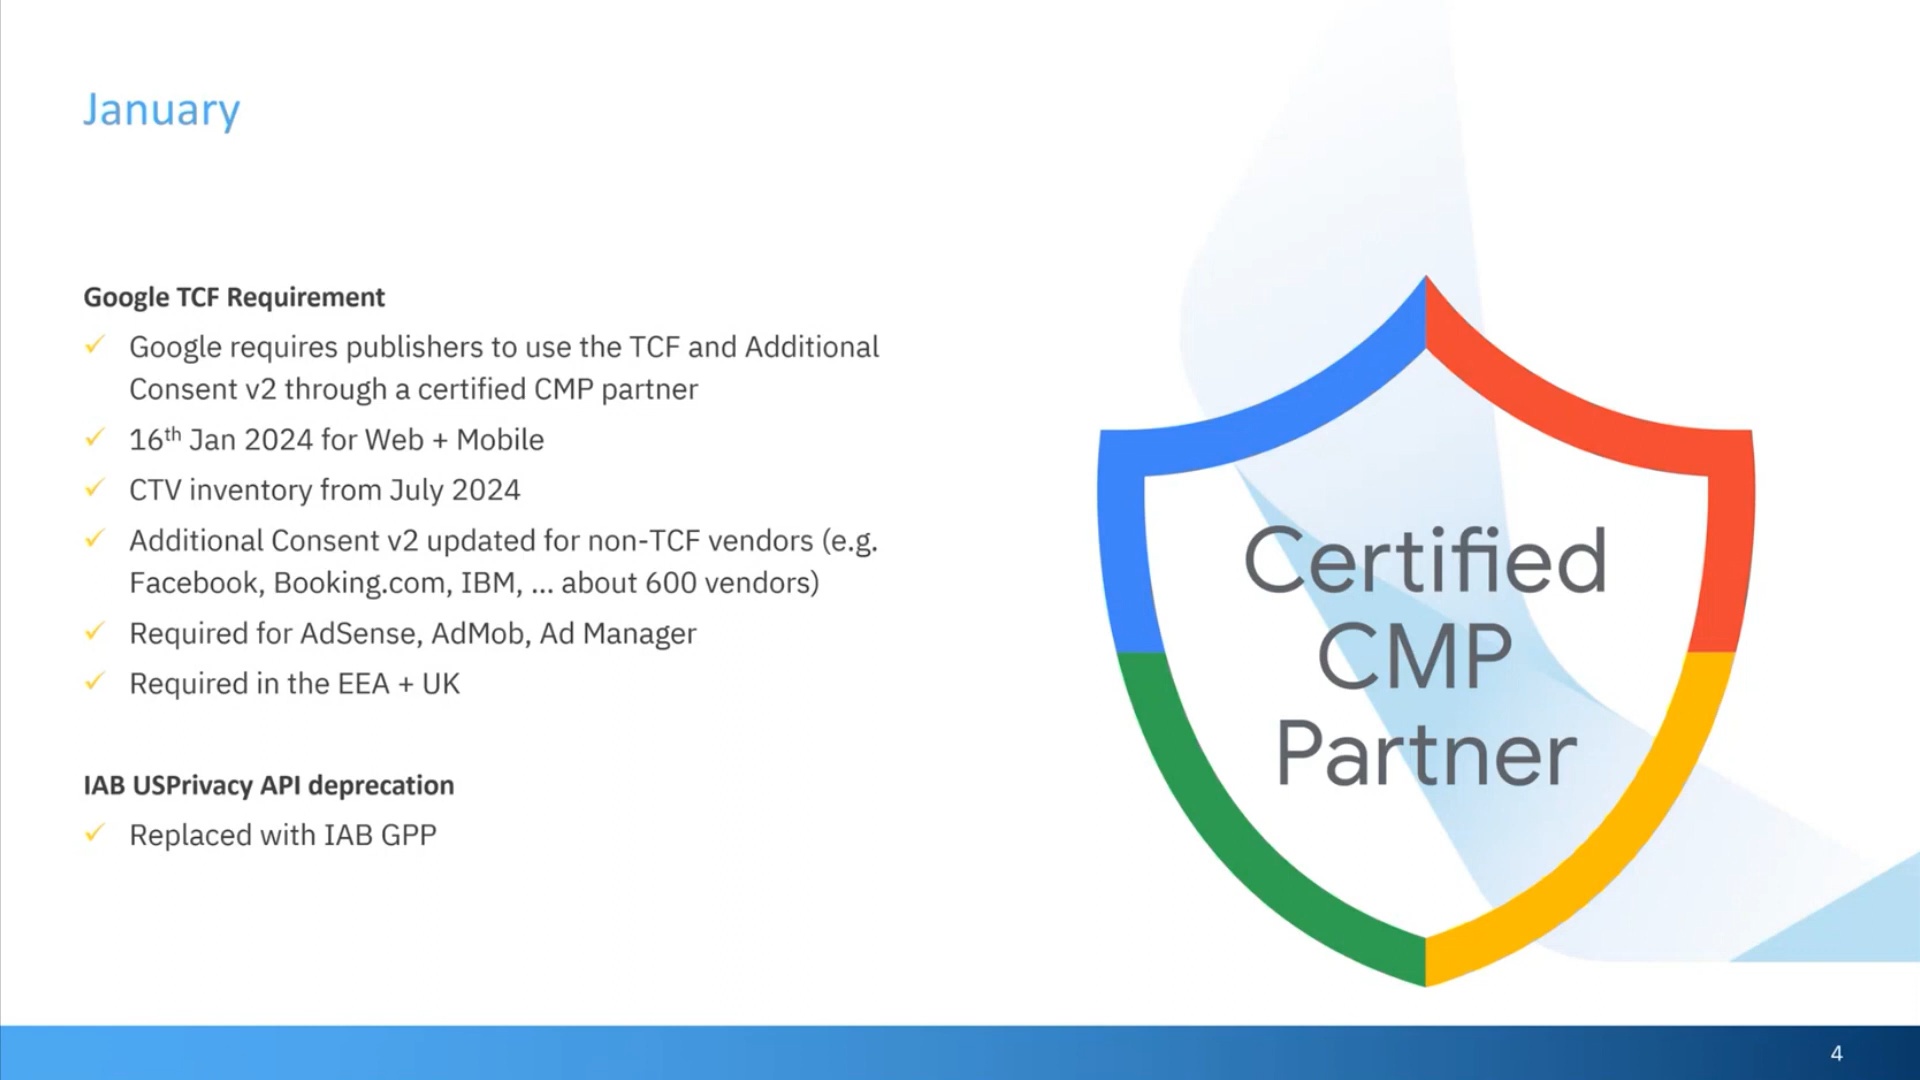 January
Google TCF Requirement
✓ Google requires publishers to use the TCF and Additional
Consent v2 through a certified CMP partner
✓ 16th Jan 2024 for Web + Mobile
✓ CTV inventory from July 2024
✓ Additional Consent v2 updated for non-TCF vendors (e.g.
Facebook, Booking.com, IBM, ... about 600 vendors)
✓ Required for AdSense, AdMob, Ad Manager
✓ Required in the EEA + UK
IAB USPrivacy API deprecation
✓ Replaced with IAB GPP
Certified
CMP
Partner
4